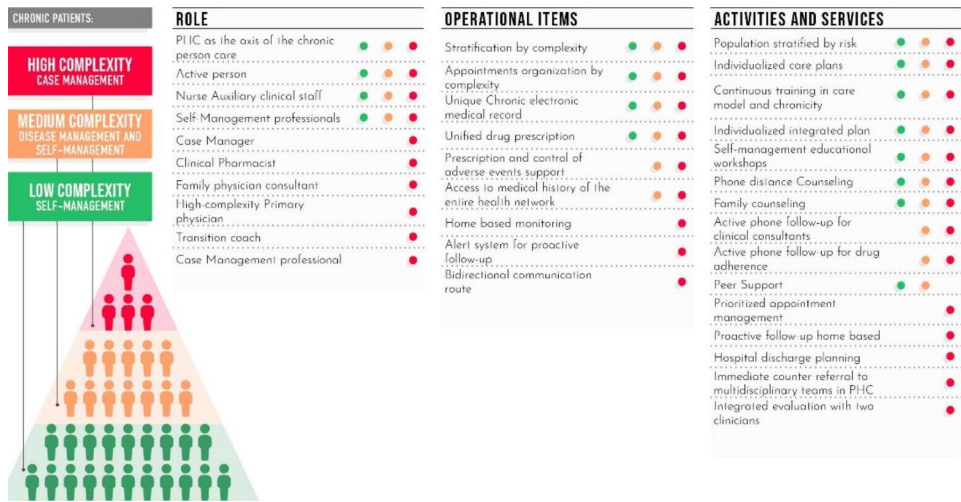 CHRONIC PATIENTS:
HIGH COMPLEXITY
CASE MANAGEMENT
MEDIUM COMPLEXITY
DISEASE MANAGEMENT AND
SELF-MANAGEMENT
LOW COMPLEXITY
SELF-MANAGEMENT
ROLE
PHC as the axis of the chronic
person care
Active person
Nurse Auxiliary clinical staff
Self-Management professionals
Case Manager
Clinical Pharmacist
Family physician consultant
High-complexity Primary
physician
Transition coach
Case Management professional
OPERATIONAL ITEMS
Stratification by complexity
Appointments organization by
complexity
Unique Chronic electronic
medical record
Unified drug prescription
Prescription and control of
adverse events support
Access to medical history of the
entire health network
Home based monitoring
Alert system for proactive
follow-up
Bidirectional communication
route
ACTIVITIES AND SERVICES
Population stratified by risk
Individualized care plans
Continuous training in care
model and chronicity
Individualized integrated plan
Self-management educational
workshops
Phone distance Counseling
Family counseling
Active phone follow-up for
clinical consultants
Active phone follow-up for drug
adherence
Peer Support
Prioritized appointment
management
Proactive follow-up home based
Hospital discharge planning
Immediate counter referral to
multidisciplinary teams in PHC
Integrated evaluation with two
clinicians